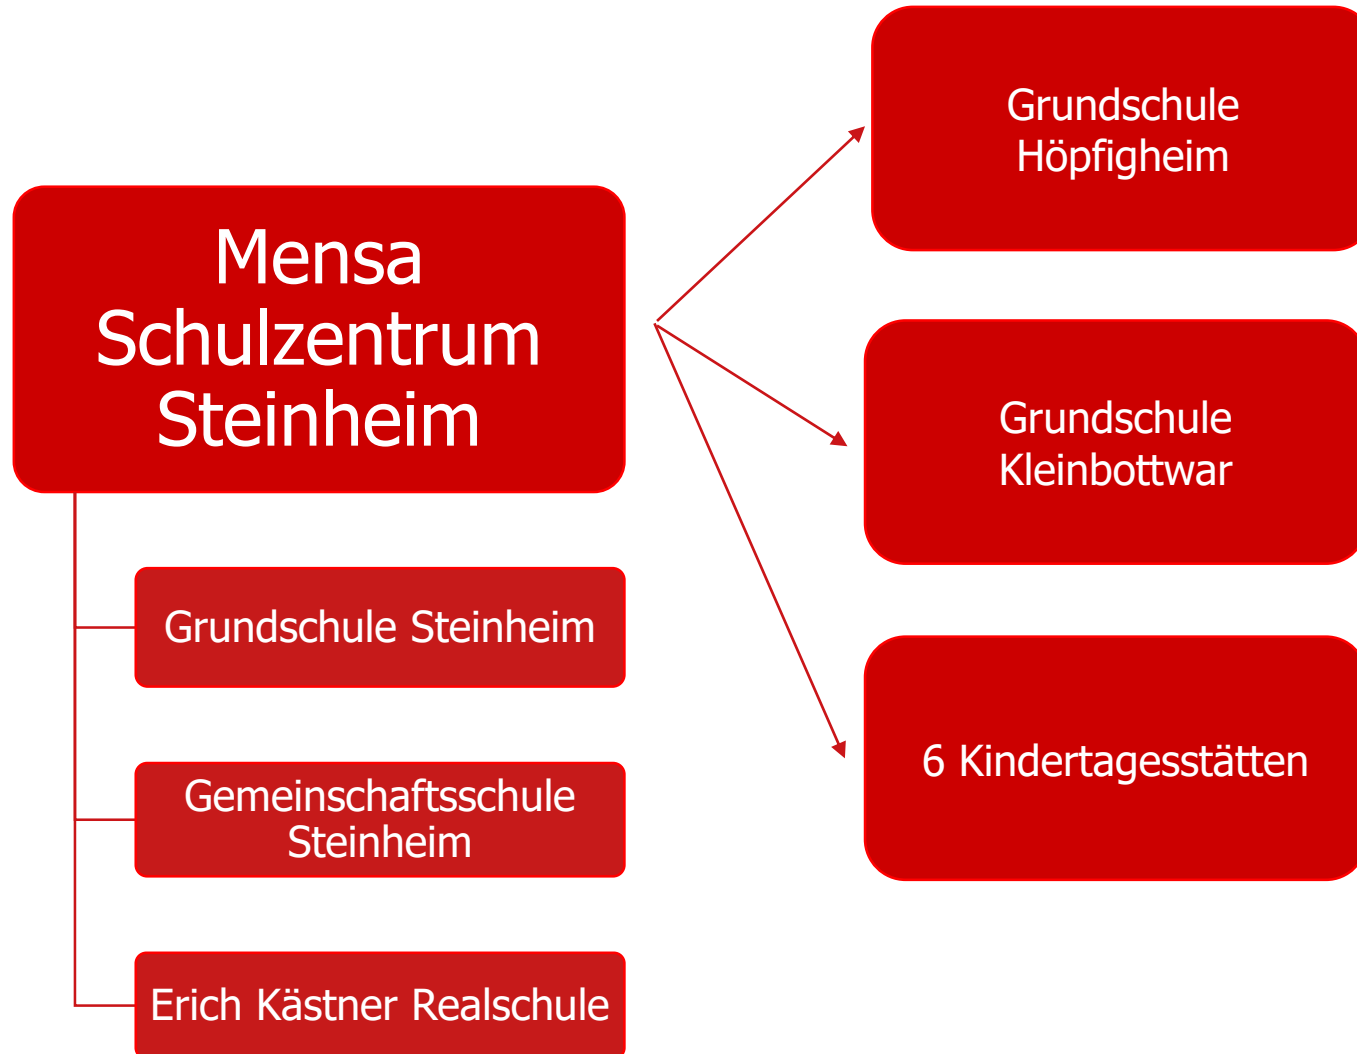 Mensa
Schulzentrum
Steinheim
Grundschule Steinheim
Gemeinschaftsschule
Steinheim
Erich Kästner Realschule
Grundschule
Höpfigheim
Grundschule
Kleinbottwar
6 Kindertagesstätten